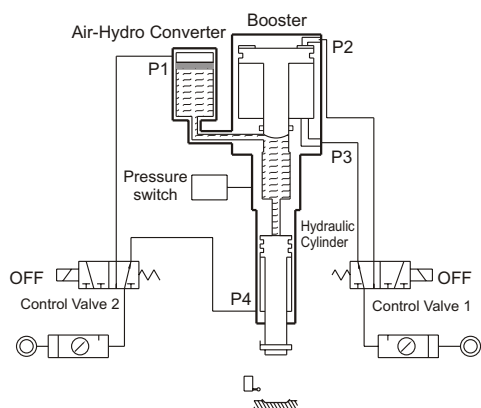 Booster
Air-Hydro Converter
P1
P2
P3
Pressure
switch
Hydraulic
Cylinder
OFF
Control Valve 2
P4
OFF
Control Valve 1